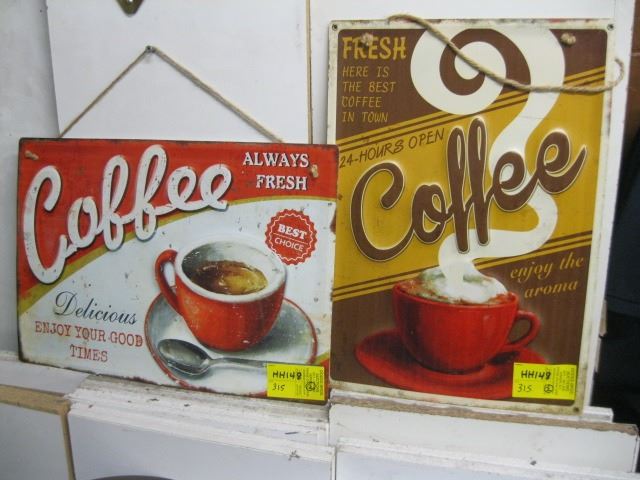 Coffee
ALWAYS
FRESH
BEST
CHOICE
Delicious
ENJOY YOUR GOOD
TIMES
HH148
315
FRESH
HERE IS
THE BEST
COFFEE
IN TOWN
24-HOURS OPEN
Coffee
enjoy the
aroma
HH148
315